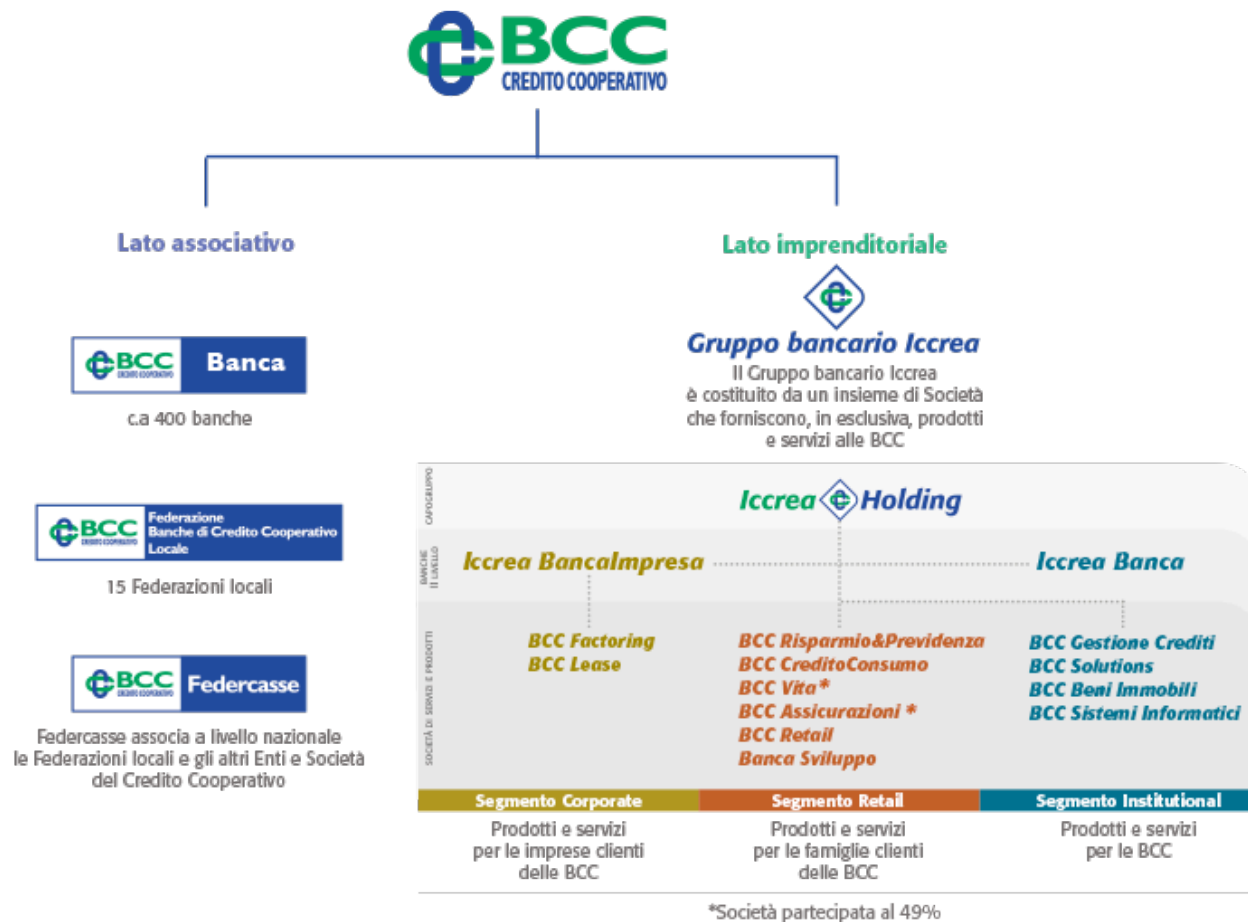 BCC
CREDITO COOPERATIVO
Lato associativo
BCC
CREDITO COOPERATIVO
Banca
c.a 400 banche
BCC
CREDITO COOPERATIVO
Federazione
Banche di Credito Cooperativo
Locale
15 Federazioni locali
BCC
CREDITO COOPERATIVO
Federcasse
Federcasse associa a livello nazionale
le Federazioni locali e gli altri Enti e Società
del Credito Cooperativo
Lato imprenditoriale
Gruppo bancario Iccrea
Il Gruppo bancario Iccrea
è costituito da un insieme di Società
che forniscono, in esclusiva, prodotti
e servizi alle BCC
CAPOGRUPPO
Iccrea Holding
BANCHE
II LIVELLO
Iccrea BancaImpresa
Iccrea Banca
SOCIETÀ DI SERVIZI E PRODOTTI
BCC Factoring
BCC Lease
BCC Risparmio&Previdenza
BCC CreditoConsumo
BCC Vita*
BCC Assicurazioni *
BCC Retail
Banca Sviluppo
BCC Gestione Crediti
BCC Solutions
BCC Beni Immobili
BCC Sistemi Informatici
Segmento Corporate
Prodotti e servizi
per le imprese clienti
delle BCC
Segmento Retail
Prodotti e servizi
per le famiglie clienti
delle BCC
Segmento Institutional
Prodotti e servizi
per le BCC
*Società partecipata al 49%